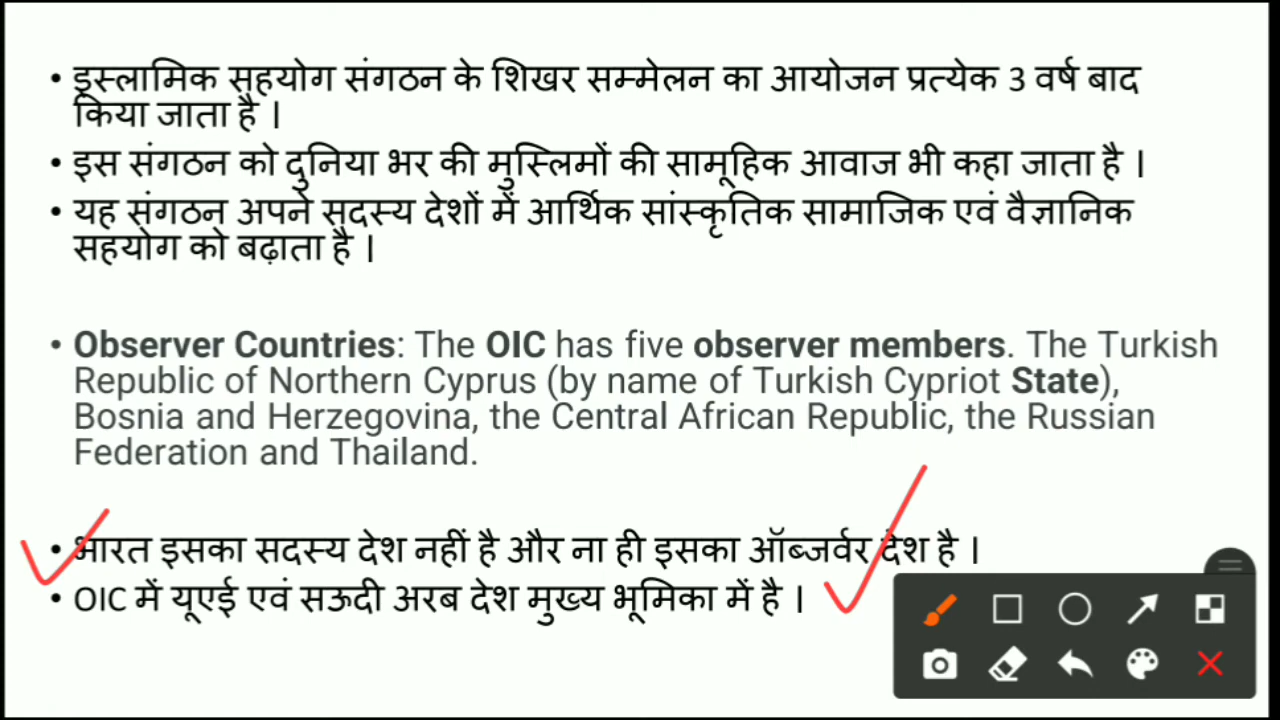 • इस्लामिक सहयोग संगठन के शिखर सम्मेलन का आयोजन प्रत्येक 3 वर्ष बाद
किया जाता है ।
• इस संगठन को दुनिया भर की मुस्लिमों की सामूहिक आवाज भी कहा जाता है ।
• यह संगठन अपने सदस्य देशों में आर्थिक सांस्कृतिक सामाजिक एवं वैज्ञानिक
सहयोग को बढ़ाता है ।
• Observer Countries: The OIC has five observer members. The Turkish
Republic of Northern Cyprus (by name of Turkish Cypriot State),
Bosnia and Herzegovina, the Central African Republic, the Russian
Federation and Thailand.
• भारत इसका सदस्य देश नहीं है और ना ही इसका ऑब्जर्वर देश है ।
• OIC में यूएई एवं सऊदी अरब देश मुख्य भूमिका में है ।